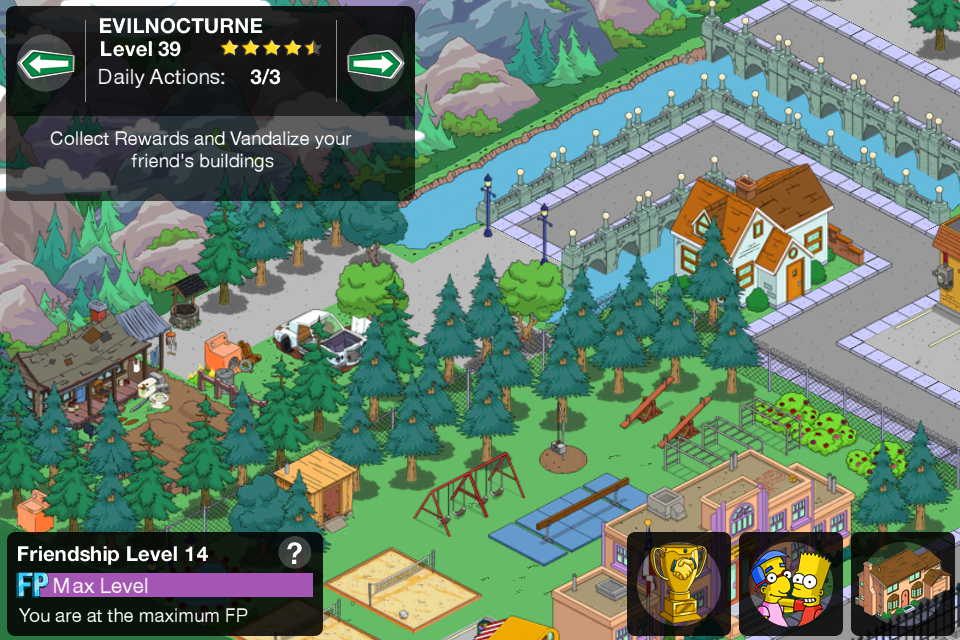 EVILNOCTURNE
Level 39
Daily Actions: 3/3
Collect Rewards and Vandalize your
friend's buildings
Friendship Level 14
?
FP Max Level
You are at the maximum FP